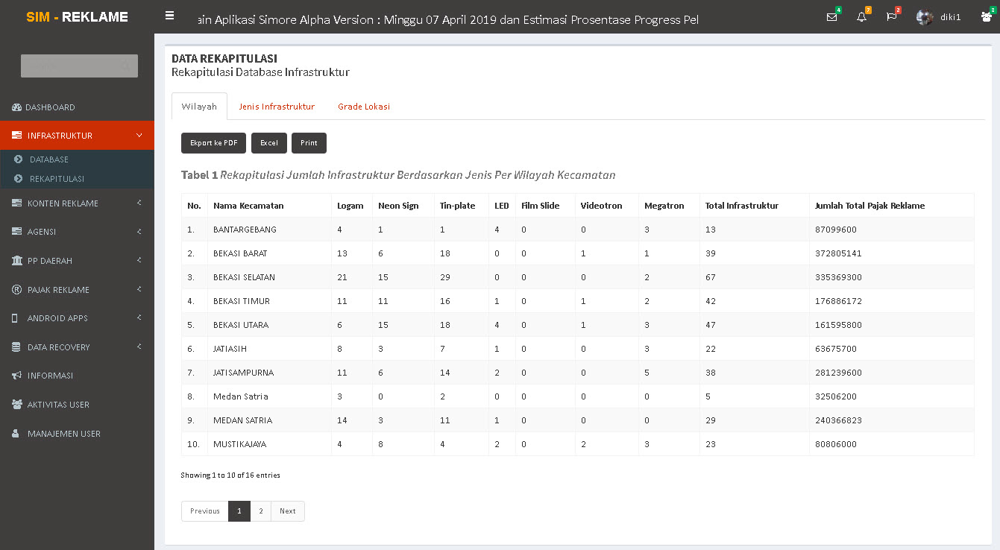 SIM - REKLAME
ain Aplikasi Simore Alpha Version : Minggu 07 April 2019 dan Estimasi Prosentase Progress Pel
4
7
3
diki1
3
DASHBOARD
INFRASTRUKTUR
DATABASE
REKAPITULASI
KONTEN REKLAME
AGENSI
PP DAERAH
PAJAK REKLAME
ANDROID APPS
DATA RECOVERY
INFORMASI
AKTIVITAS USER
MANAJEMEN USER
DATA REKAPITULASI
Rekapitulasi Database Infrastruktur
Wilayah Jenis Infrastruktur Grade Lokasi
Ekport ke PDF Excel Print
Tabel 1 Rekapitulasi Jumlah Infrastruktur Berdasarkan Jenis Per Wilayah Kecamatan
No. Nama Kecamatan Logam Neon Sign Tin-plate LED Film Slide Videotron Megatron Total Infrastruktur Jumlah Total Pajak Reklame
1. BANTARGEBANG 4 1 1 4 0 0 3 13 87099600
2. BEKASI BARAT 13 6 18 0 0 1 1 39 372805141
3. BEKASI SELATAN 21 15 29 0 0 0 2 67 335369300
4. BEKASI TIMUR 11 11 16 1 0 1 2 42 176886172
5. BEKASI UTARA 6 15 18 4 0 1 3 47 161595800
6. JATIASIH 8 3 7 1 0 0 3 22 63675700
7. JATISAMPURNA 11 6 14 2 0 0 5 38 281239600
8. Medan Satria 3 0 2 0 0 0 0 5 32506200
9. MEDAN SATRIA 14 3 11 1 0 0 0 29 240366823
10. MUSTIKAJAYA 4 8 4 2 0 2 3 23 80806000
Showing 1 to 10 of 16 entries
Previous 1 2 Next